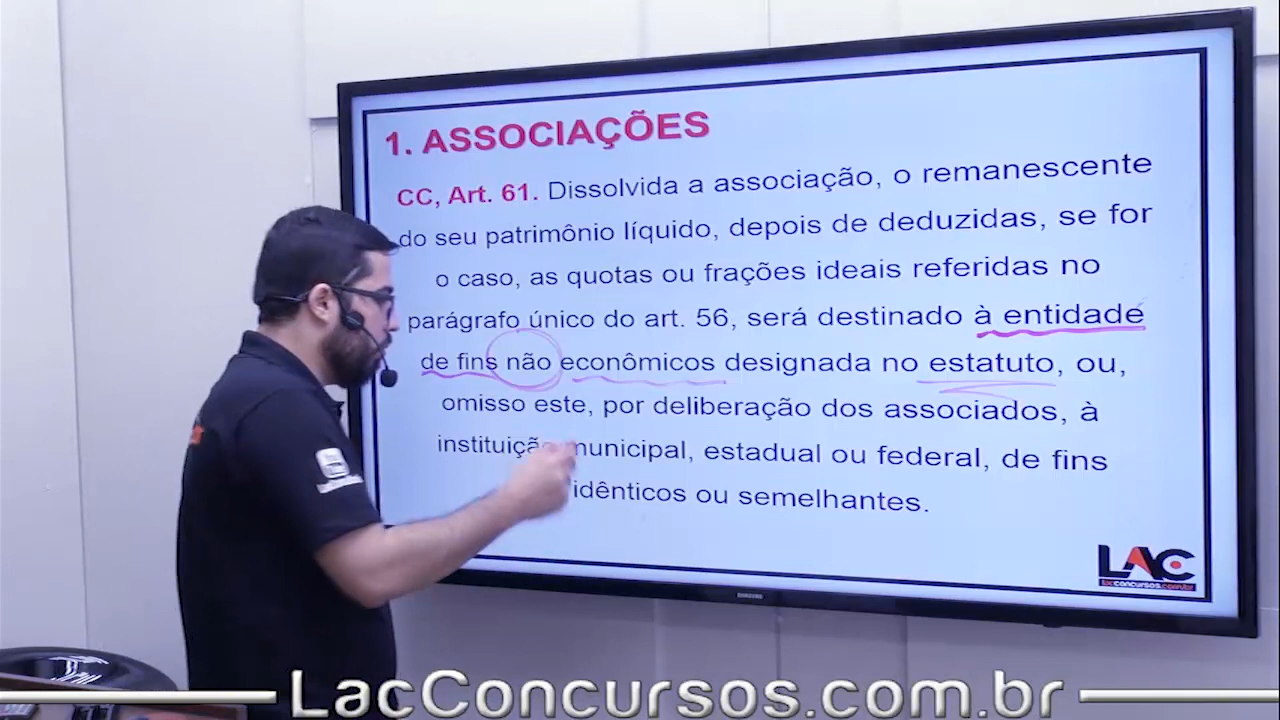 1. ASSOCIAÇÕES
CC, Art. 61. Dissolvida a associação, o remanescente
do seu patrimônio líquido, depois de deduzidas, se for
o caso, as quotas ou frações ideais referidas no
parágrafo único do art. 56, será destinado à entidade
de fins não econômicos designada no estatuto, ou,
omisso este, por deliberação dos associados, à
instituição municipal, estadual ou federal, de fins
idênticos ou semelhantes.
LAC
lacconcursos.com.br
SAMSUNG
LacConcursos.com.br